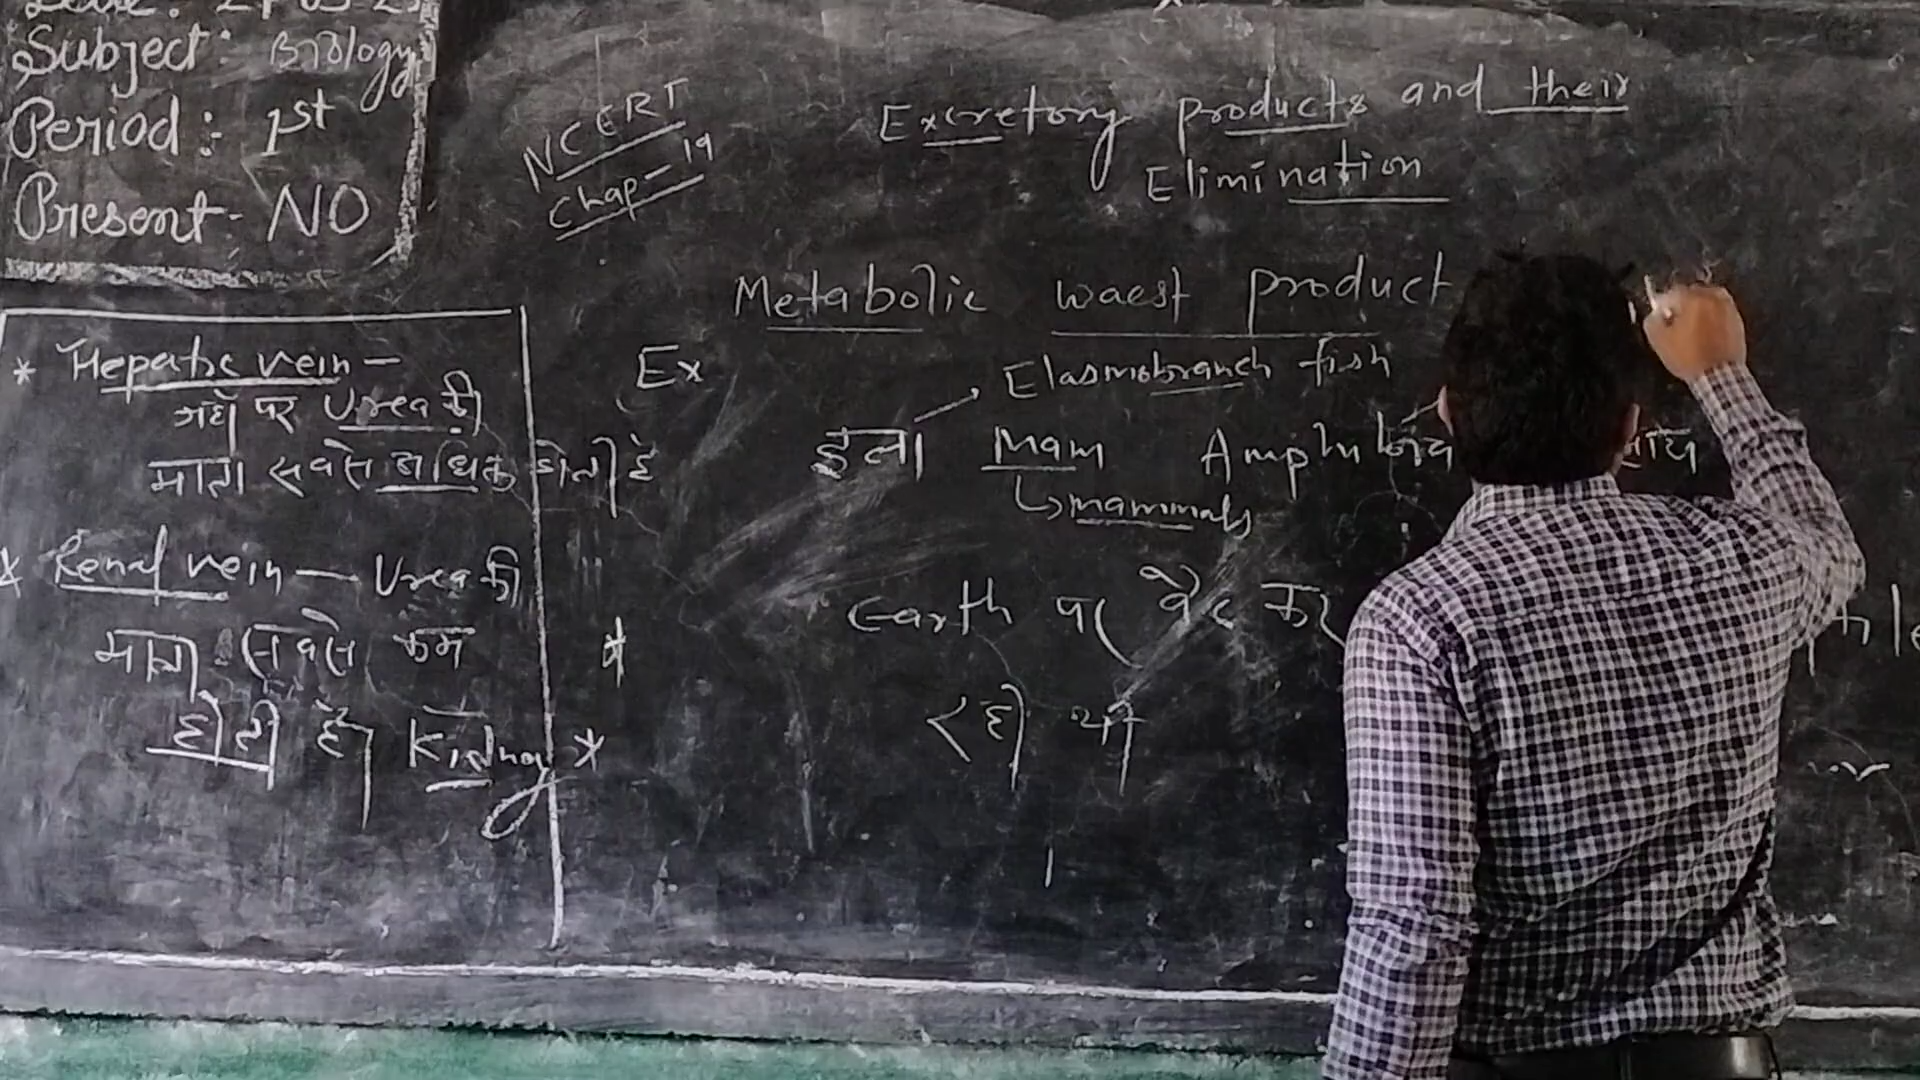 Subject: Biology
Period: 1st
Present- NO
NCERT
Chap-19
Excretory products and their
Elimination
Metabolic waest product
* Hepatic vein -
यहाँ पर Urea की
मात्रा सबसे अधिक होती है
* Renal vein - Urea की
मात्रा सबसे कम
होती है। Kidney *
Ex
Elasmobranch fish
इला mam
↳ mammals
Earth पर बैठ कर
रही थी
*